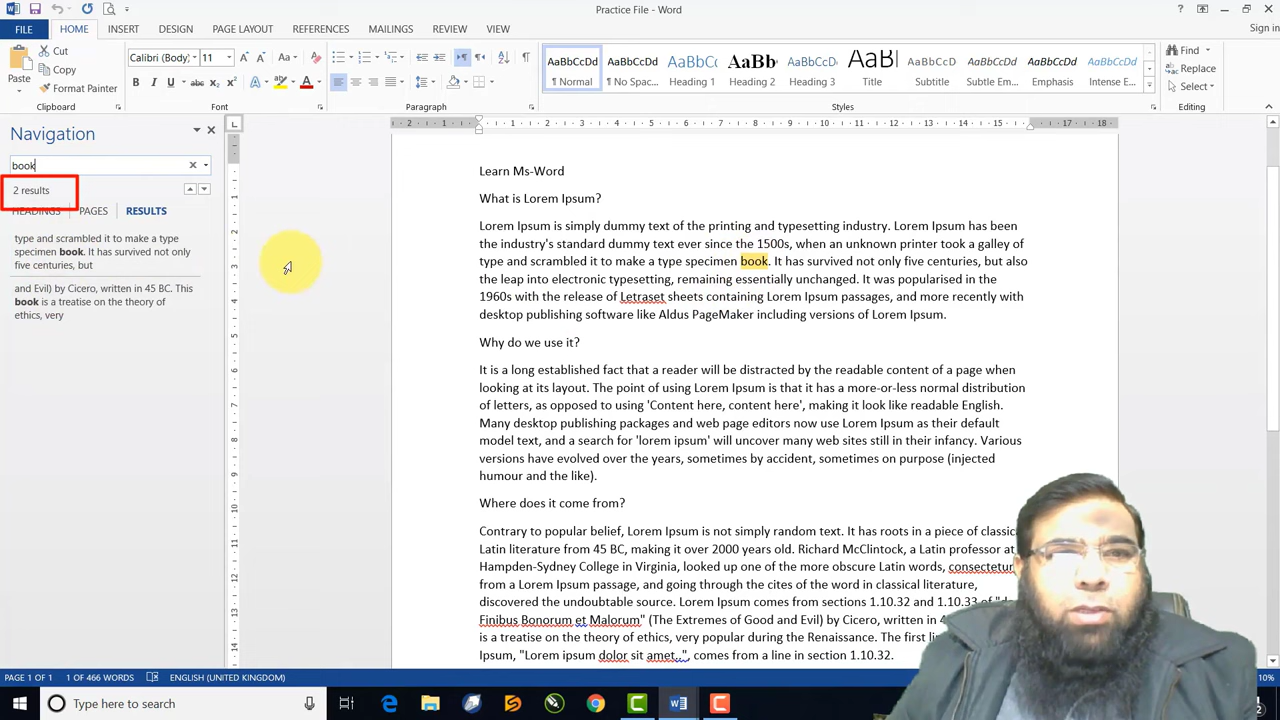 Practice File - Word
? 
Sign in
FILE HOME INSERT DESIGN PAGE LAYOUT REFERENCES MAILINGS REVIEW VIEW
Paste
Cut
Copy
Format Painter
Clipboard
Calibri (Body) 11
Font
Paragraph
AaBbCcDd AaBbCcDd AaBbC AaBb AaBbCcD AaB AaBbCcD AaBbCcDd AaBbCcDd AaBbCcDd
¶ Normal ¶ No Spac... Heading 1 Heading 2 Heading 3 Title Subtitle Subtle Em... Emphasis Intense E...
Styles
Find
Replace
Select
Editing
Navigation
book
2 results
HEADINGS PAGES RESULTS
type and scrambled it to make a type
specimen book. It has survived not only
five centuries, but
and Evil) by Cicero, written in 45 BC. This
book is a treatise on the theory of
ethics, very
Learn Ms-Word
What is Lorem Ipsum?
Lorem Ipsum is simply dummy text of the printing and typesetting industry. Lorem Ipsum has been
the industry's standard dummy text ever since the 1500s, when an unknown printer took a galley of
type and scrambled it to make a type specimen book. It has survived not only five centuries, but also
the leap into electronic typesetting, remaining essentially unchanged. It was popularised in the
1960s with the release of Letraset sheets containing Lorem Ipsum passages, and more recently with
desktop publishing software like Aldus PageMaker including versions of Lorem Ipsum.
Why do we use it?
It is a long established fact that a reader will be distracted by the readable content of a page when
looking at its layout. The point of using Lorem Ipsum is that it has a more-or-less normal distribution
of letters, as opposed to using 'Content here, content here', making it look like readable English.
Many desktop publishing packages and web page editors now use Lorem Ipsum as their default
model text, and a search for 'lorem ipsum' will uncover many web sites still in their infancy. Various
versions have evolved over the years, sometimes by accident, sometimes on purpose (injected
humour and the like).
Where does it come from?
Contrary to popular belief, Lorem Ipsum is not simply random text. It has roots in a piece of classica
Latin literature from 45 BC, making it over 2000 years old. Richard McClintock, a Latin professor at
Hampden-Sydney College in Virginia, looked up one of the more obscure Latin words, consectetur
from a Lorem Ipsum passage, and going through the cites of the word in classical literature,
discovered the undoubtable source. Lorem Ipsum comes from sections 1.10.32 and 1.10.33 of "d
Finibus Bonorum et Malorum" (The Extremes of Good and Evil) by Cicero, written in 4
is a treatise on the theory of ethics, very popular during the Renaissance. The first
Ipsum, "Lorem ipsum dolor sit amet..", comes from a line in section 1.10.32.
PAGE 1 OF 1 1 OF 466 WORDS ENGLISH (UNITED KINGDOM)
10%
Type here to search